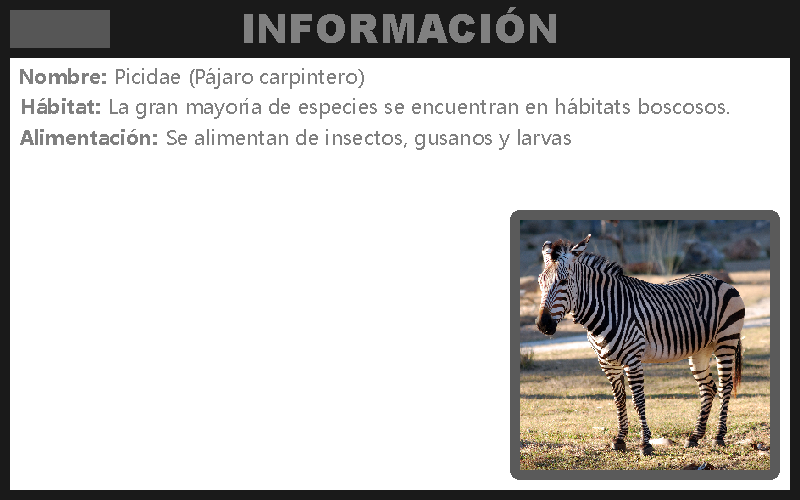 INFORMACIÓN
Nombre: Picidae (Pájaro carpintero)
Hábitat: La gran mayoría de especies se encuentran en hábitats boscosos.
Alimentación: Se alimentan de insectos, gusanos y larvas